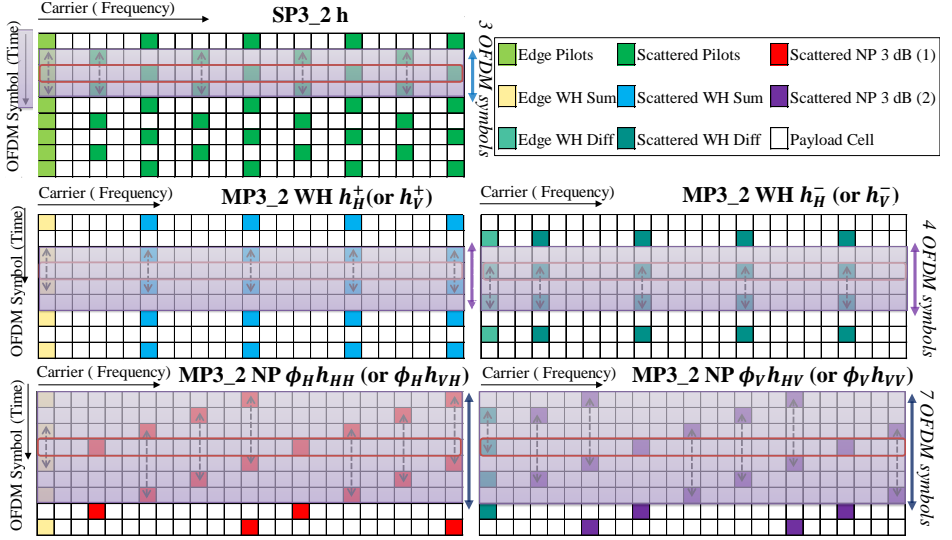 Carrier ( Frequency)
SP3_2 h
OFDM Symbol (Time)
3 OFDM symbols
Edge Pilots
Scattered Pilots
Scattered NP 3 dB (1)
Edge WH Sum
Scattered WH Sum
Scattered NP 3 dB (2)
Edge WH Diff
Scattered WH Diff
Payload Cell
Carrier ( Frequency)
MP3_2 WH h_H^+(or h_V^+)
OFDM Symbol (Time)
Carrier ( Frequency)
MP3_2 WH h_H^- (or h_V^-)
4 OFDM symbols
Carrier ( Frequency)
MP3_2 NP ϕ_H h_HH (or ϕ_H h_VH)
OFDM Symbol (Time)
Carrier ( Frequency)
MP3_2 NP ϕ_V h_HV (or ϕ_V h_VV)
7 OFDM symbols